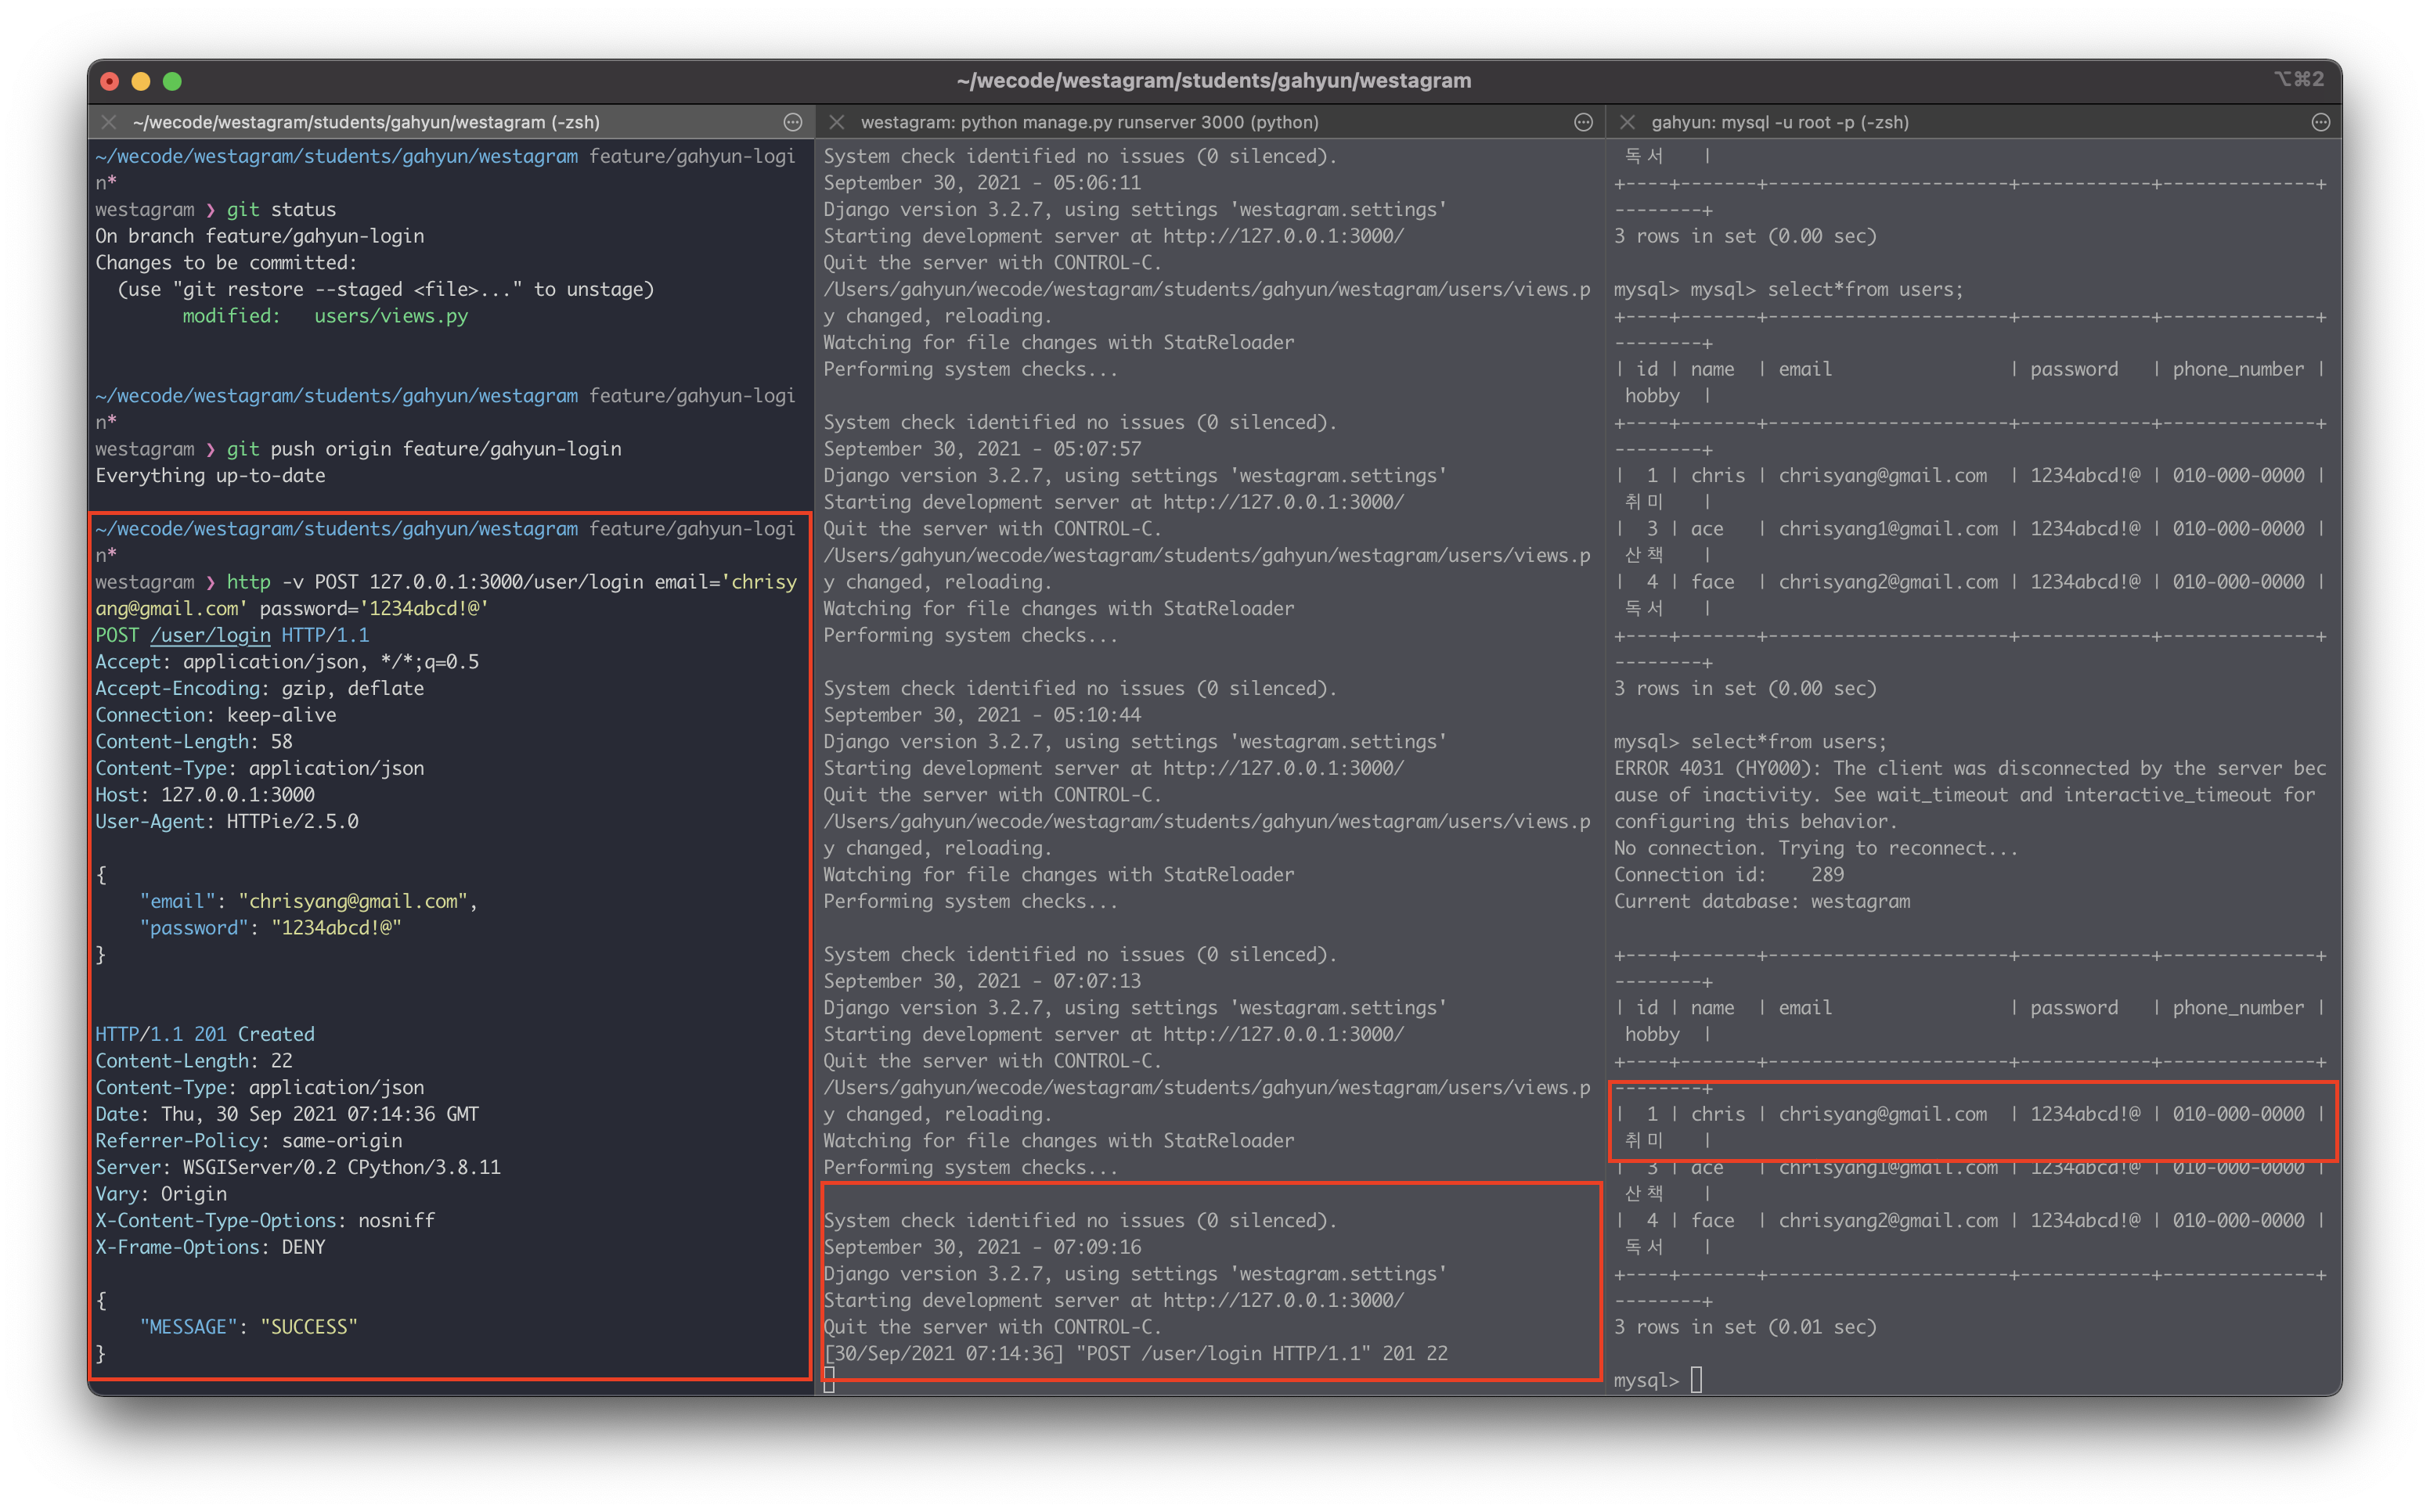 ~/wecode/westagram/students/gahyun/westagram
⌥⌘2
~/wecode/westagram/students/gahyun/westagram (-zsh)
~/wecode/westagram/students/gahyun/westagram feature/gahyun-logi
n*
westagram ❯ git status
On branch feature/gahyun-login
Changes to be committed:
  (use "git restore --staged <file>..." to unstage)
        modified:   users/views.py
~/wecode/westagram/students/gahyun/westagram feature/gahyun-logi
n*
westagram ❯ git push origin feature/gahyun-login
Everything up-to-date
~/wecode/westagram/students/gahyun/westagram feature/gahyun-logi
n*
westagram ❯ http -v POST 127.0.0.1:3000/user/login email='chrisy
ang@gmail.com' password='1234abcd!@'
POST /user/login HTTP/1.1
Accept: application/json, */*;q=0.5
Accept-Encoding: gzip, deflate
Connection: keep-alive
Content-Length: 58
Content-Type: application/json
Host: 127.0.0.1:3000
User-Agent: HTTPie/2.5.0
{
    "email": "chrisyang@gmail.com",
    "password": "1234abcd!@"
}
HTTP/1.1 201 Created
Content-Length: 22
Content-Type: application/json
Date: Thu, 30 Sep 2021 07:14:36 GMT
Referrer-Policy: same-origin
Server: WSGIServer/0.2 CPython/3.8.11
Vary: Origin
X-Content-Type-Options: nosniff
X-Frame-Options: DENY
{
    "MESSAGE": "SUCCESS"
}
westagram: python manage.py runserver 3000 (python)
System check identified no issues (0 silenced).
September 30, 2021 - 05:06:11
Django version 3.2.7, using settings 'westagram.settings'
Starting development server at http://127.0.0.1:3000/
Quit the server with CONTROL-C.
/Users/gahyun/wecode/westagram/students/gahyun/westagram/users/views.p
y changed, reloading.
Watching for file changes with StatReloader
Performing system checks...
System check identified no issues (0 silenced).
September 30, 2021 - 05:07:57
Django version 3.2.7, using settings 'westagram.settings'
Starting development server at http://127.0.0.1:3000/
Quit the server with CONTROL-C.
/Users/gahyun/wecode/westagram/students/gahyun/westagram/users/views.p
y changed, reloading.
Watching for file changes with StatReloader
Performing system checks...
System check identified no issues (0 silenced).
September 30, 2021 - 05:10:44
Django version 3.2.7, using settings 'westagram.settings'
Starting development server at http://127.0.0.1:3000/
Quit the server with CONTROL-C.
/Users/gahyun/wecode/westagram/students/gahyun/westagram/users/views.p
y changed, reloading.
Watching for file changes with StatReloader
Performing system checks...
System check identified no issues (0 silenced).
September 30, 2021 - 07:07:13
Django version 3.2.7, using settings 'westagram.settings'
Starting development server at http://127.0.0.1:3000/
Quit the server with CONTROL-C.
/Users/gahyun/wecode/westagram/students/gahyun/westagram/users/views.p
y changed, reloading.
Watching for file changes with StatReloader
Performing system checks...
System check identified no issues (0 silenced).
September 30, 2021 - 07:09:16
Django version 3.2.7, using settings 'westagram.settings'
Starting development server at http://127.0.0.1:3000/
Quit the server with CONTROL-C.
[30/Sep/2021 07:14:36] "POST /user/login HTTP/1.1" 201 22
gahyun: mysql -u root -p (-zsh)
 독서   |
+----+-------+----------------------+------------+--------------+
--------+
3 rows in set (0.00 sec)
mysql> mysql> select*from users;
+----+-------+----------------------+------------+--------------+
--------+
| id | name  | email                | password   | phone_number |
 hobby  |
+----+-------+----------------------+------------+--------------+
--------+
|  1 | chris | chrisyang@gmail.com  | 1234abcd!@ | 010-000-0000 |
 취미   |
|  3 | ace   | chrisyang1@gmail.com | 1234abcd!@ | 010-000-0000 |
 산책   |
|  4 | face  | chrisyang2@gmail.com | 1234abcd!@ | 010-000-0000 |
 독서   |
+----+-------+----------------------+------------+--------------+
--------+
3 rows in set (0.00 sec)
mysql> select*from users;
ERROR 4031 (HY000): The client was disconnected by the server bec
ause of inactivity. See wait_timeout and interactive_timeout for
configuring this behavior.
No connection. Trying to reconnect...
Connection id:    289
Current database: westagram
+----+-------+----------------------+------------+--------------+
--------+
| id | name  | email                | password   | phone_number |
 hobby  |
+----+-------+----------------------+------------+--------------+
--------+
|  1 | chris | chrisyang@gmail.com  | 1234abcd!@ | 010-000-0000 |
 취미   |
|  3 | ace   | chrisyang1@gmail.com | 1234abcd!@ | 010-000-0000 |
 산책   |
|  4 | face  | chrisyang2@gmail.com | 1234abcd!@ | 010-000-0000 |
 독서   |
+----+-------+----------------------+------------+--------------+
--------+
3 rows in set (0.01 sec)
mysql>